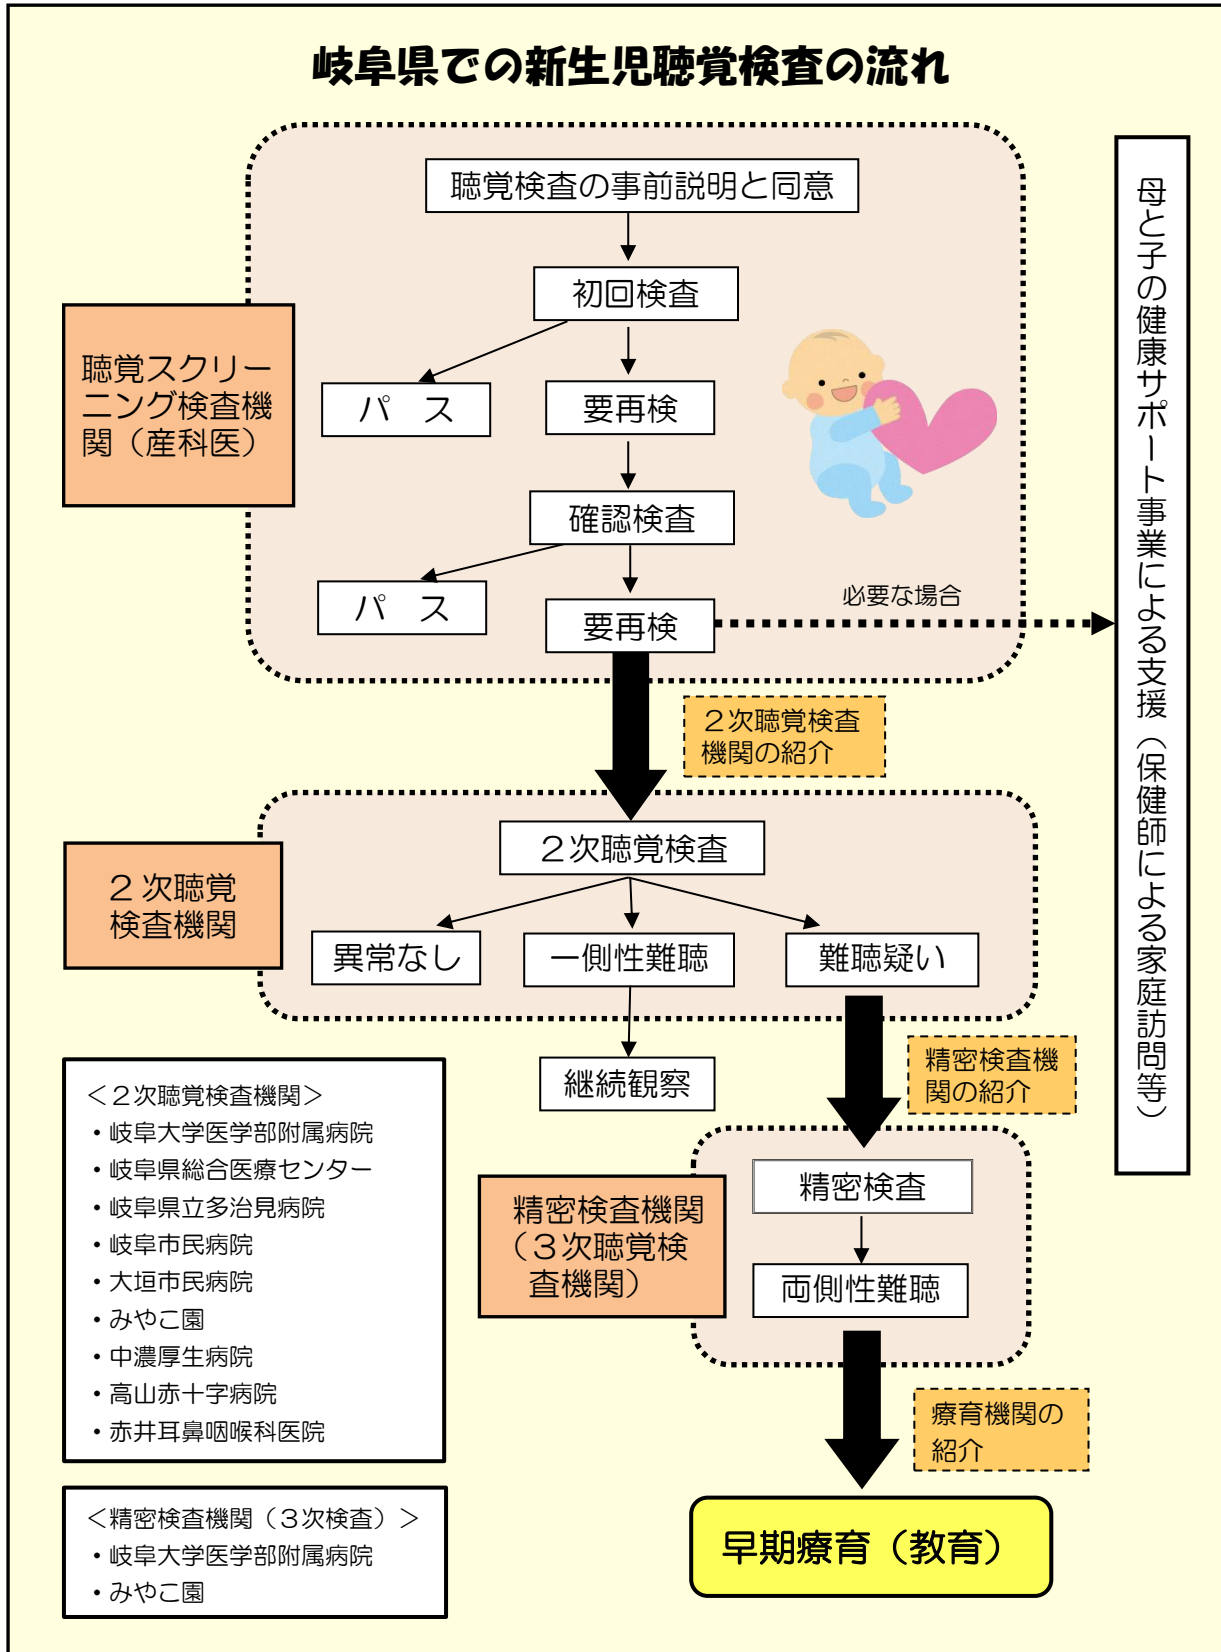 岐阜県での新生児聴覚検査の流れ
聴覚検査の事前説明と同意
初回検査
聴覚スクリー
ニング検査機
関（産科医）
パ　ス
要再検
確認検査
パ　ス
要再検
必要な場合
母と子の健康サポート事業による支援（保健師による家庭訪問等）
２次聴覚検査
機関の紹介
２次聴覚
検査機関
２次聴覚検査
異常なし
一側性難聴
難聴疑い
継続観察
精密検査機
関の紹介
＜２次聴覚検査機関＞
・岐阜大学医学部附属病院
・岐阜県総合医療センター
・岐阜県立多治見病院
・岐阜市民病院
・大垣市民病院
・みやこ園
・中濃厚生病院
・高山赤十字病院
・赤井耳鼻咽喉科医院
精密検査機関
（３次聴覚検
査機関）
精密検査
両側性難聴
療育機関の
紹介
＜精密検査機関（３次検査）＞
・岐阜大学医学部附属病院
・みやこ園
早期療育（教育）